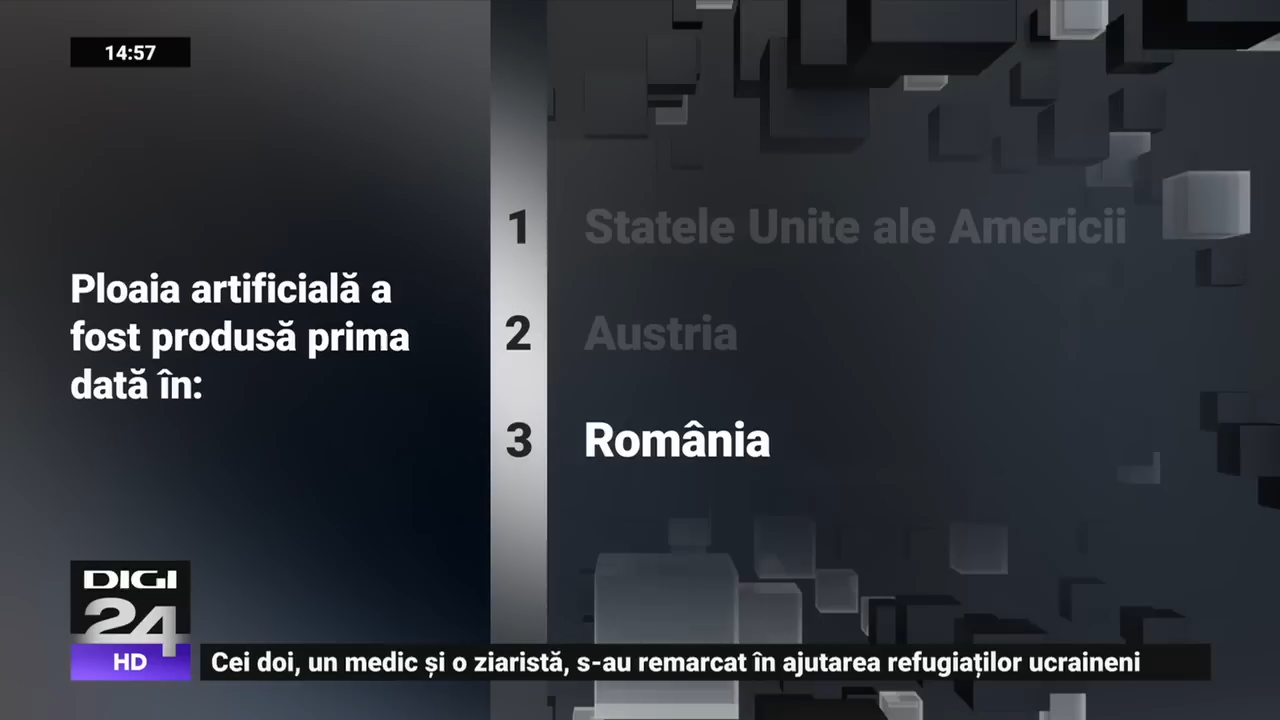 14:57
Ploaia artificială a
fost produsă prima
dată în:
1 Statele Unite ale Americii
2 Austria
3 România
DIGI
24
HD
Cei doi, un medic și o ziaristă, s-au remarcat în ajutarea refugiaților ucraineni